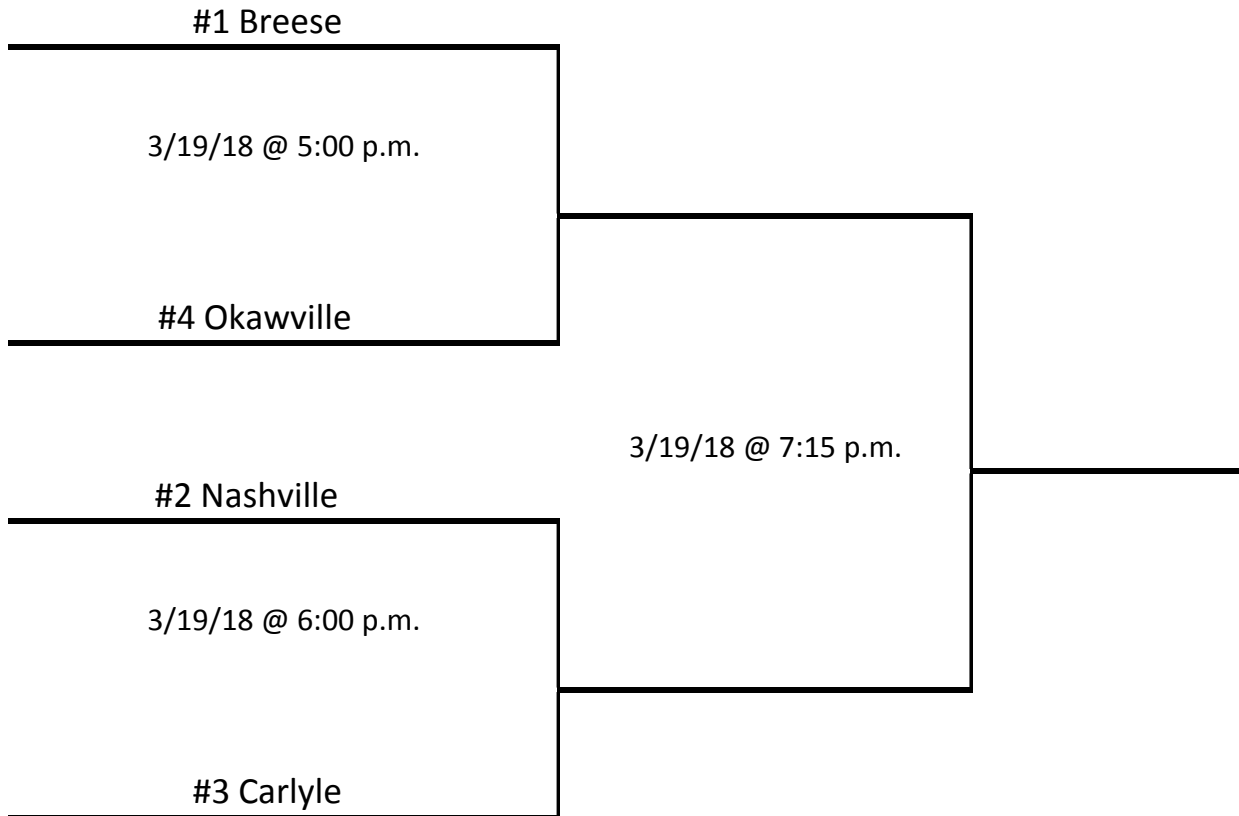 #1 Breese
3/19/18 @ 5:00 p.m.
#4 Okawville
3/19/18 @ 7:15 p.m.
#2 Nashville
3/19/18 @ 6:00 p.m.
#3 Carlyle